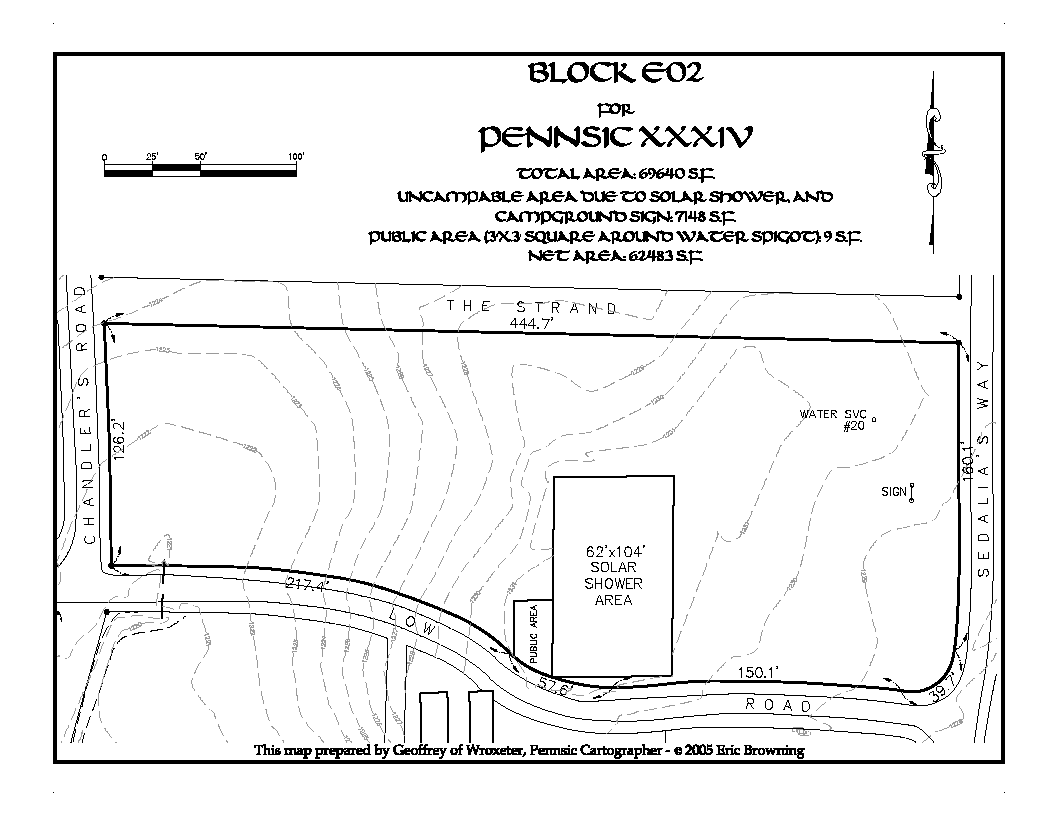 BLOCK E02
FOR
PENNSIC XXXIV
TOTAL AREA: 69640 S.F.
UNCAMPABLE AREA DUE TO SOLAR SHOWER, AND
CAMPGROUND SIGN: 7148 S.F.
PUBLIC AREA (3'X3' SQUARE AROUND WATER SPIGOT): 9 S.F.
NET AREA: 62483 S.F.
0 25' 50' 100'
THE STRAND
444.7'
CHANDLER'S ROAD
126.2'
WATER SVC
#20
SIGN
160.1'
SEDALIA'S WAY
62'x104'
SOLAR
SHOWER
AREA
PUBLIC AREA
217.4'
LOW
57.6'
150.1'
39.7'
ROAD
This map prepared by Geoffrey of Wroxeter, Pennsic Cartographer - © 2005 Eric Browning